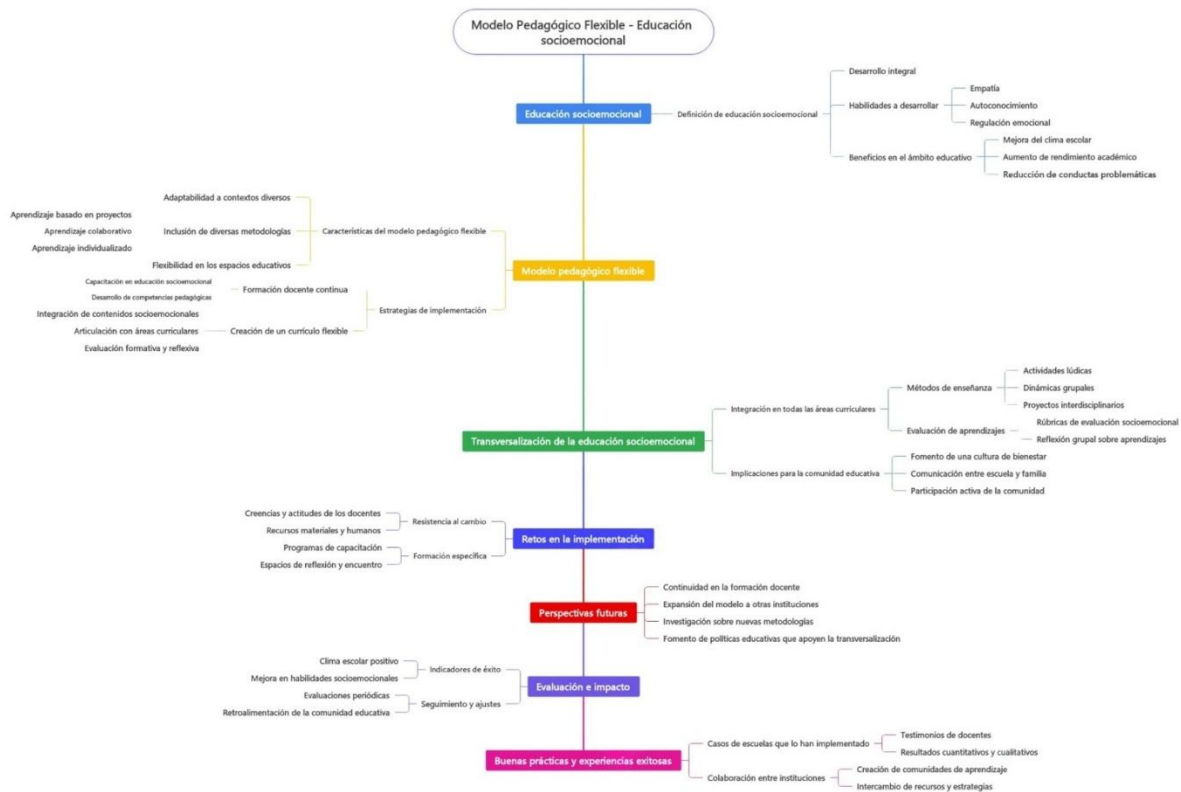 Modelo Pedagógico Flexible - Educación
socioemocional
Educación socioemocional
Definición de educación socioemocional
Desarrollo integral
Habilidades a desarrollar
Empatía
Autoconocimiento
Regulación emocional
Beneficios en el ámbito educativo
Mejora del clima escolar
Aumento de rendimiento académico
Reducción de conductas problemáticas
Modelo pedagógico flexible
Características del modelo pedagógico flexible
Adaptabilidad a contextos diversos
Inclusión de diversas metodologías
Aprendizaje basado en proyectos
Aprendizaje colaborativo
Aprendizaje individualizado
Flexibilidad en los espacios educativos
Estrategias de implementación
Formación docente continua
Capacitación en educación socioemocional
Desarrollo de competencias pedagógicas
Creación de un currículo flexible
Integración de contenidos socioemocionales
Articulación con áreas curriculares
Evaluación formativa y reflexiva
Transversalización de la educación socioemocional
Integración en todas las áreas curriculares
Métodos de enseñanza
Actividades lúdicas
Dinámicas grupales
Proyectos interdisciplinarios
Evaluación de aprendizajes
Rúbricas de evaluación socioemocional
Reflexión grupal sobre aprendizajes
Implicaciones para la comunidad educativa
Fomento de una cultura de bienestar
Comunicación entre escuela y familia
Participación activa de la comunidad
Retos en la implementación
Resistencia al cambio
Creencias y actitudes de los docentes
Recursos materiales y humanos
Formación específica
Programas de capacitación
Espacios de reflexión y encuentro
Perspectivas futuras
Continuidad en la formación docente
Expansión del modelo a otras instituciones
Investigación sobre nuevas metodologías
Fomento de políticas educativas que apoyen la transversalización
Evaluación e impacto
Indicadores de éxito
Clima escolar positivo
Mejora en habilidades socioemocionales
Seguimiento y ajustes
Evaluaciones periódicas
Retroalimentación de la comunidad educativa
Buenas prácticas y experiencias exitosas
Casos de escuelas que lo han implementado
Testimonios de docentes
Resultados cuantitativos y cualitativos
Colaboración entre instituciones
Creación de comunidades de aprendizaje
Intercambio de recursos y estrategias